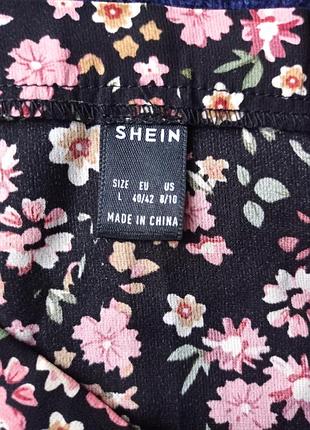 SHEIN
SIZE EU US
L 40/42 8/10
MADE IN CHINA